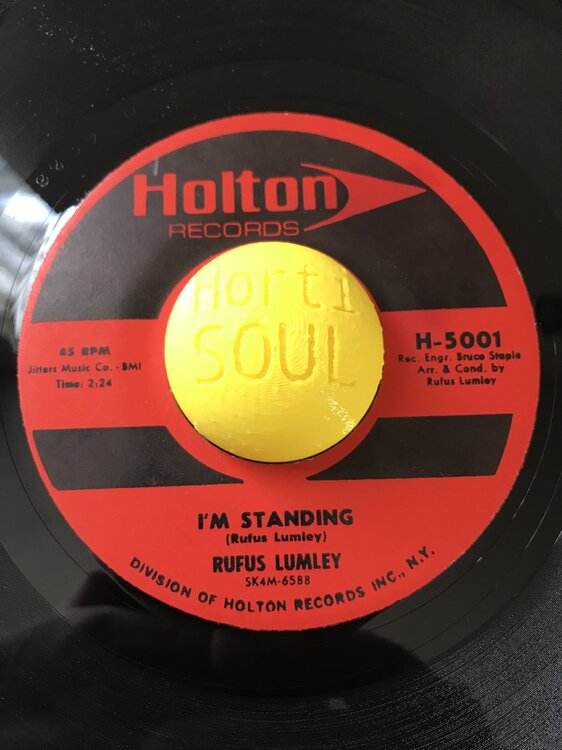 Holton
RECORDS
Horti
SOUL
45 RPM
Jitters Music Co. - BMI
Time: 2:24
H-5001
Rec. Engr. Bruce Staple
Arr. & Cond. by
Rufus Lumley
I'M STANDING
(Rufus Lumley)
RUFUS LUMLEY
SK4M-6588
DIVISION OF HOLTON RECORDS INC., N.Y.